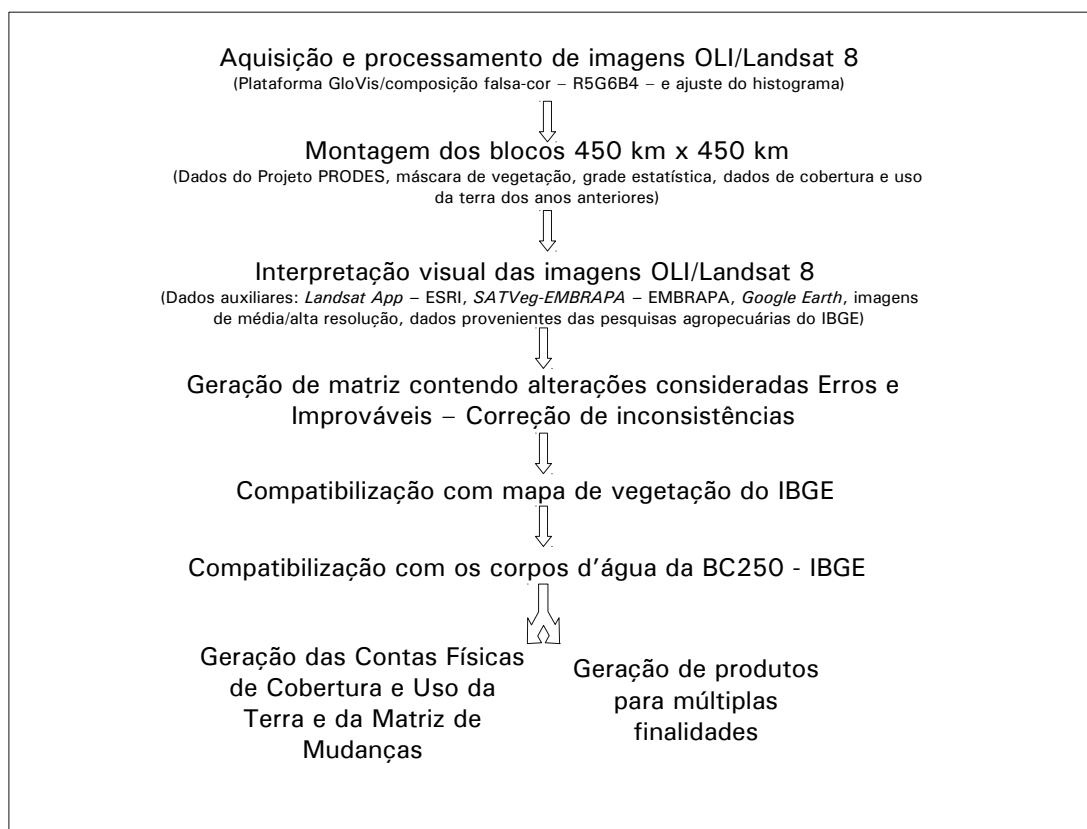 Aquisição e processamento de imagens OLI/Landsat 8
(Plataforma GloVis/composição falsa-cor – R5G6B4 – e ajuste do histograma)
Montagem dos blocos 450 km x 450 km
(Dados do Projeto PRODES, máscara de vegetação, grade estatística, dados de cobertura e uso
da terra dos anos anteriores)
Interpretação visual das imagens OLI/Landsat 8
(Dados auxiliares: Landsat App – ESRI, SATVeg-EMBRAPA – EMBRAPA, Google Earth, imagens
de média/alta resolução, dados provenientes das pesquisas agropecuárias do IBGE)
Geração de matriz contendo alterações consideradas Erros e
Improváveis – Correção de inconsistências
Compatibilização com mapa de vegetação do IBGE
Compatibilização com os corpos d’água da BC250 - IBGE
Geração das Contas Físicas
de Cobertura e Uso da
Terra e da Matriz de
Mudanças
Geração de produtos
para múltiplas
finalidades